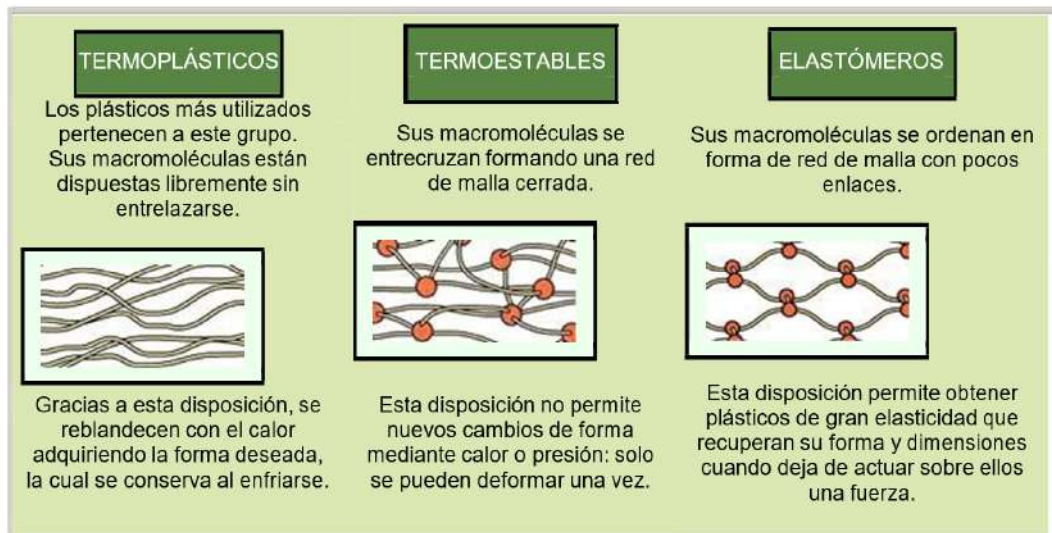 TERMOPLÁSTICOS
Los plásticos más utilizados
pertenecen a este grupo.
Sus macromoléculas están
dispuestas libremente sin
entrelazarse.
Gracias a esta disposición, se
reblandecen con el calor
adquiriendo la forma deseada,
la cual se conserva al enfriarse.
TERMOESTABLES
Sus macromoléculas se
entrecruzan formando una red
de malla cerrada.
Esta disposición no permite
nuevos cambios de forma
mediante calor o presión: solo
se pueden deformar una vez.
ELASTÓMEROS
Sus macromoléculas se ordenan en
forma de red de malla con pocos
enlaces.
Esta disposición permite obtener
plásticos de gran elasticidad que
recuperan su forma y dimensiones
cuando deja de actuar sobre ellos
una fuerza.